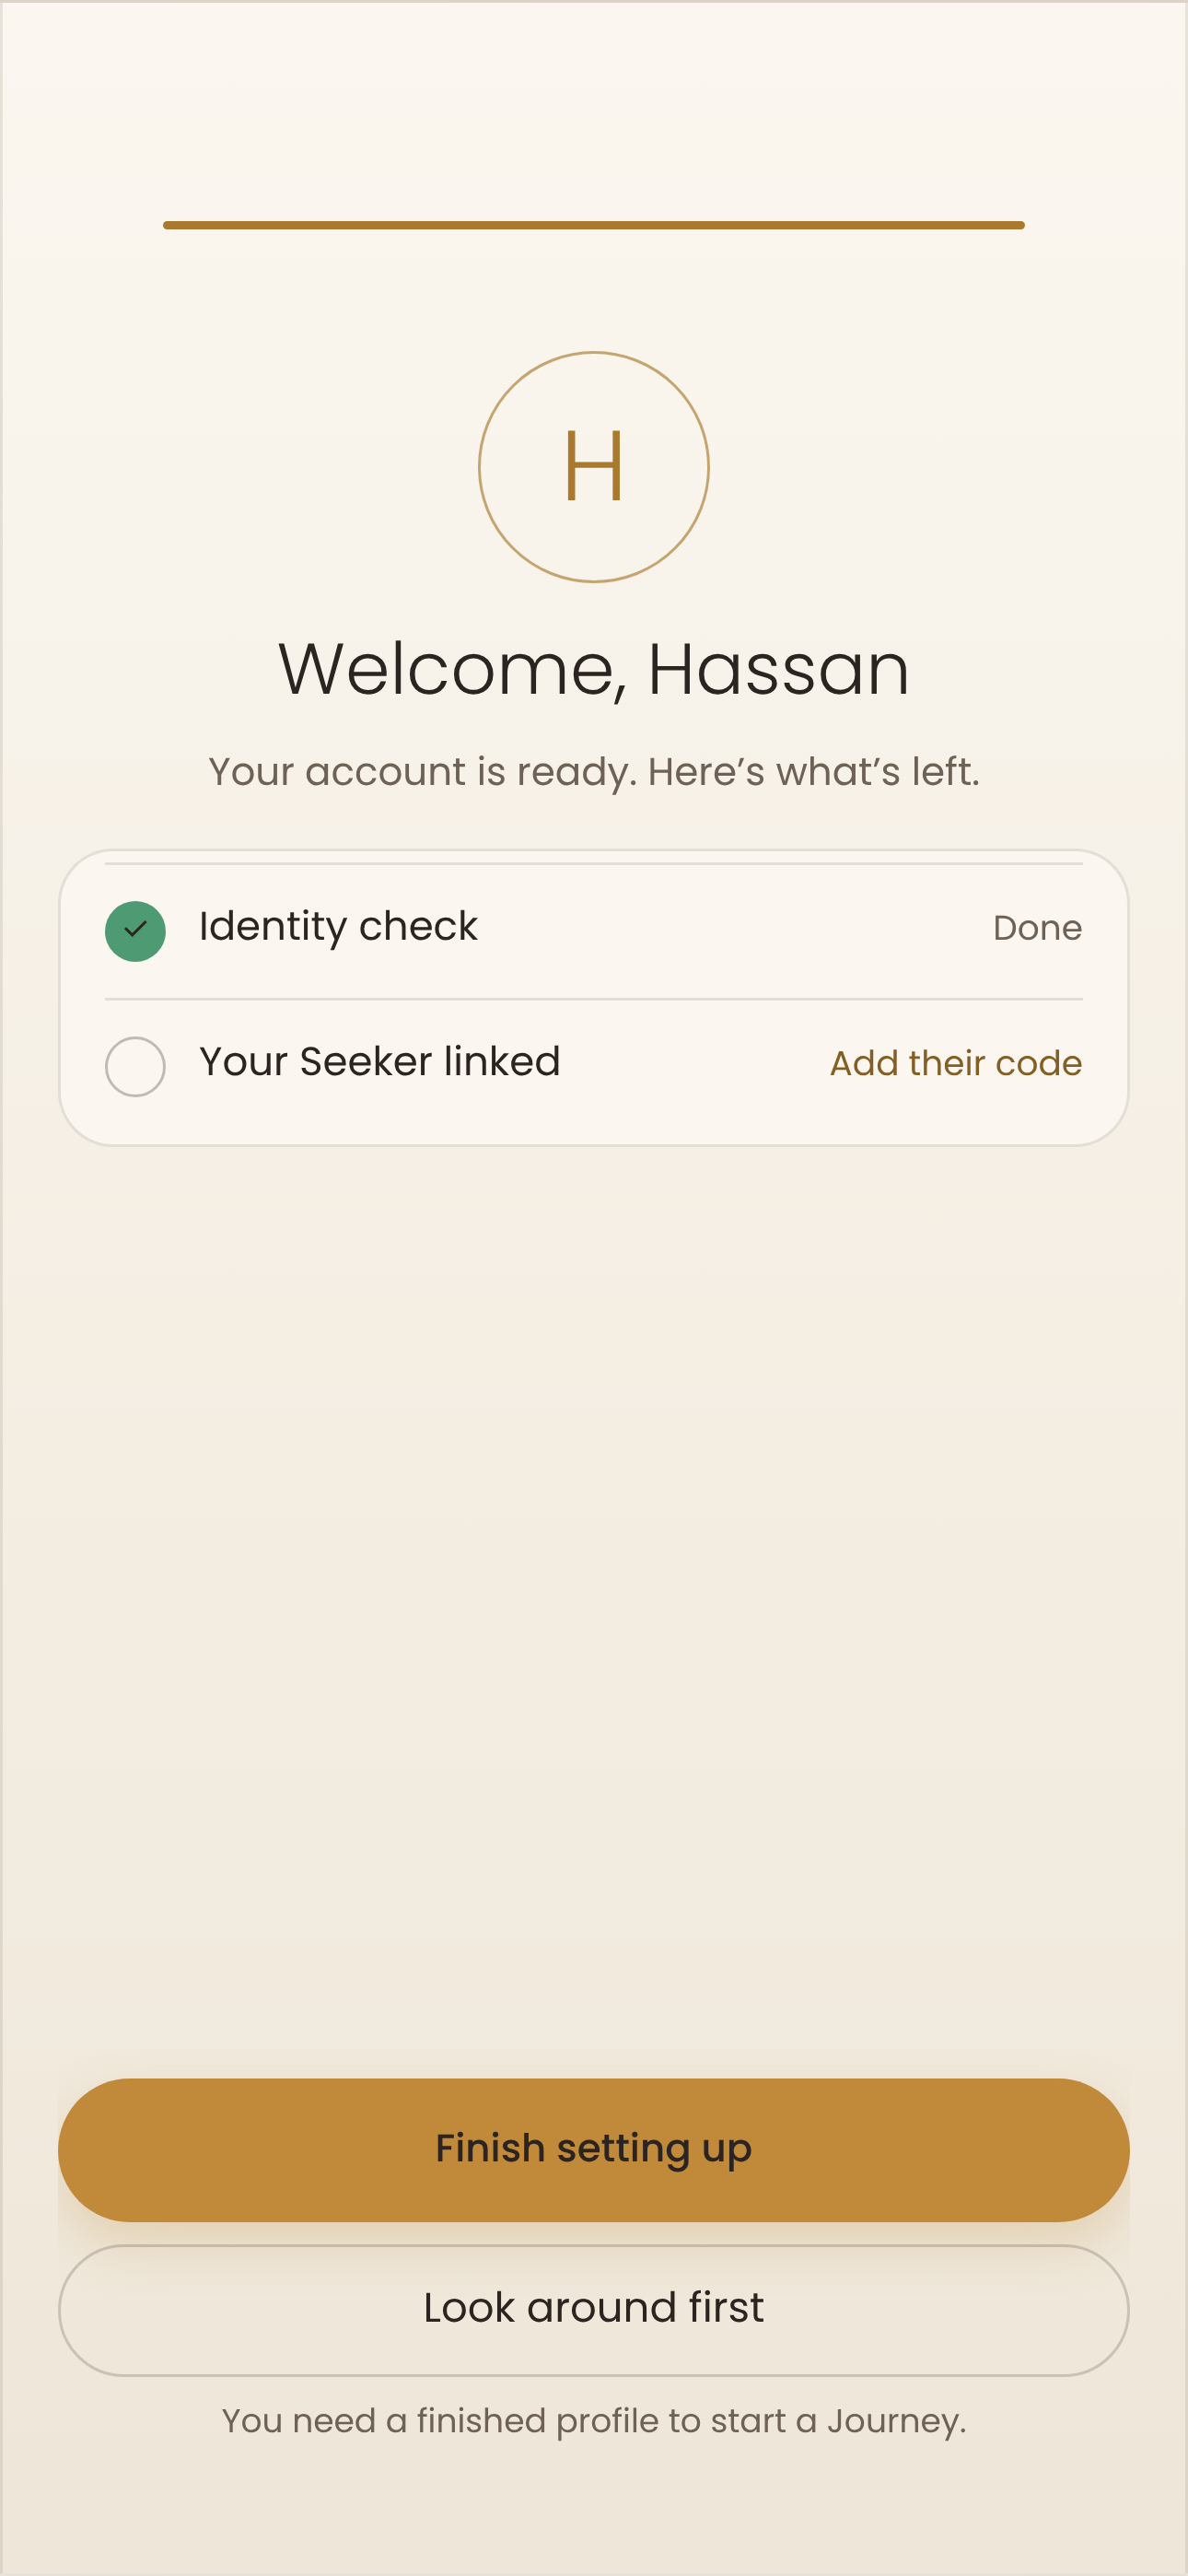 H
Welcome, Hassan
Your account is ready. Here’s what’s left.
Identity check Done
Your Seeker linked Add their code
Finish setting up
Look around first
You need a finished profile to start a Journey.